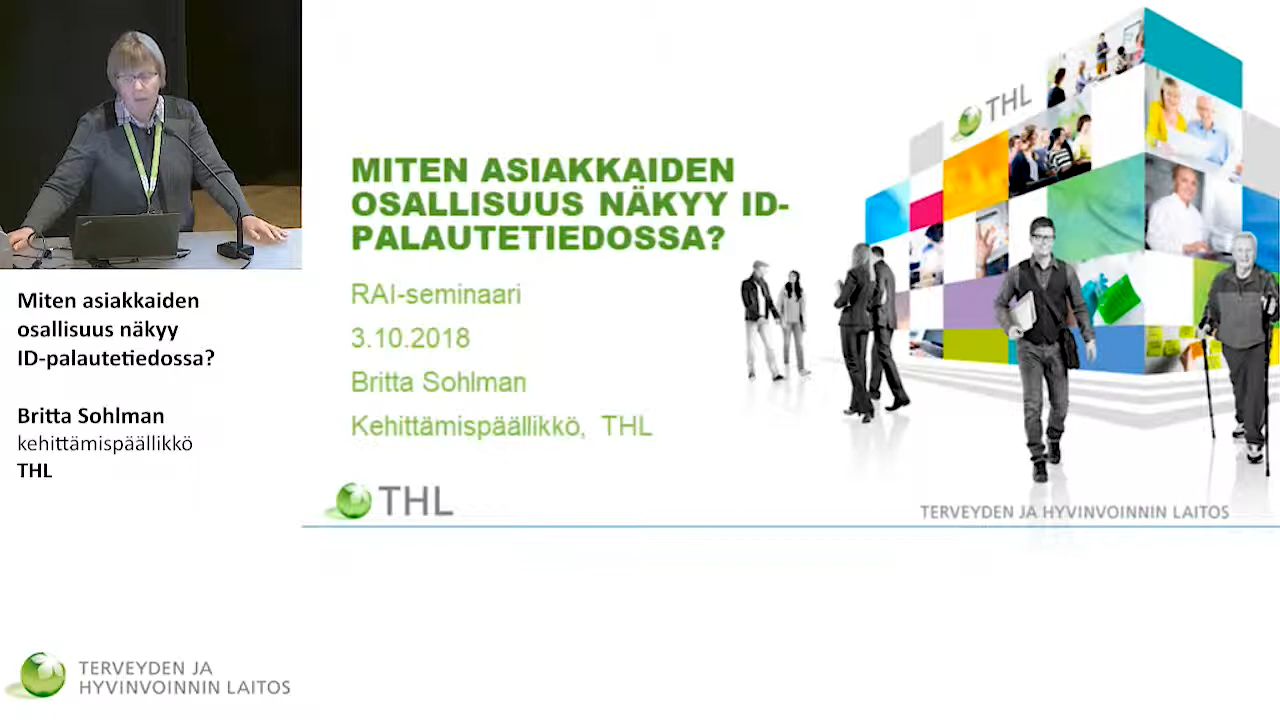 Miten asiakkaiden
osallisuus näkyy
ID-palautetiedossa?
Britta Sohlman
kehittämispäällikkö
THL
MITEN ASIAKKAIDEN
OSALLISUUS NÄKYY ID-
PALAUTETIEDOSSA?
RAI-seminaari
3.10.2018
Britta Sohlman
Kehittämispäällikkö, THL
THL
THL
TERVEYDEN JA HYVINVOINNIN LAITOS
TERVEYDEN JA
HYVINVOINNIN LAITOS